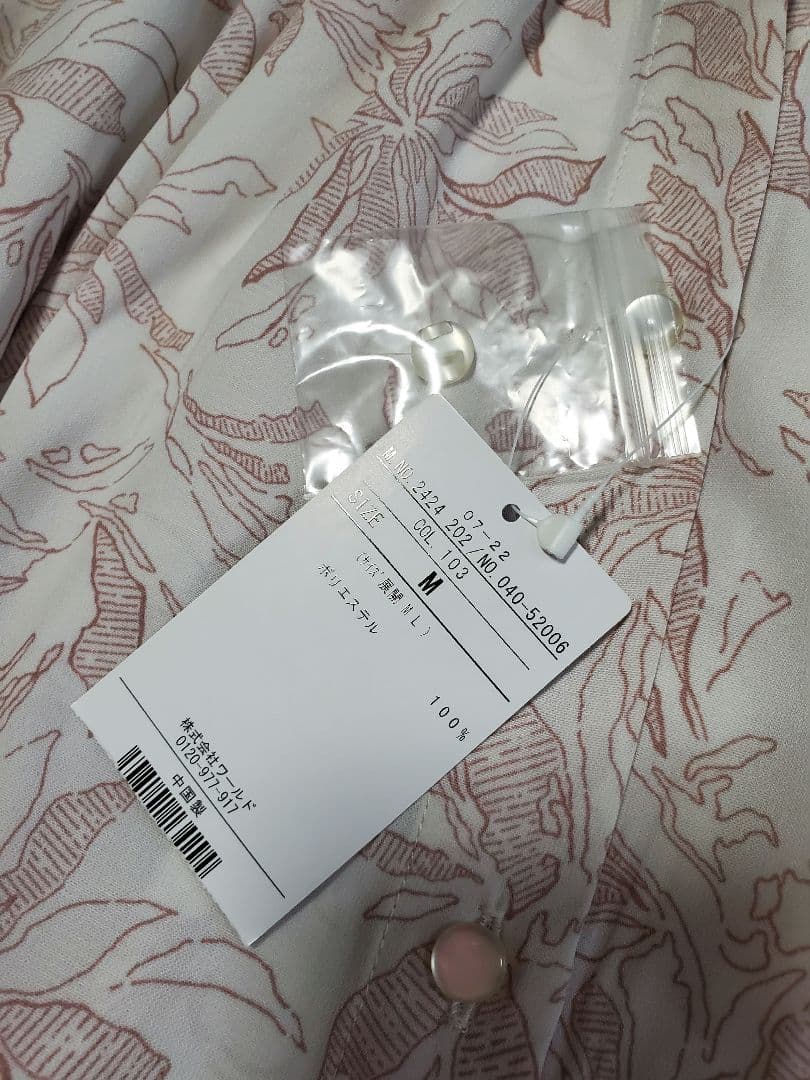 07-22
M.NO.2424 202/NO.040-52006
COL.103
SIZE M
(サイズ展開 M L)
ポリエステル 100%
株式会社ワールド
0120-977-917
中国製